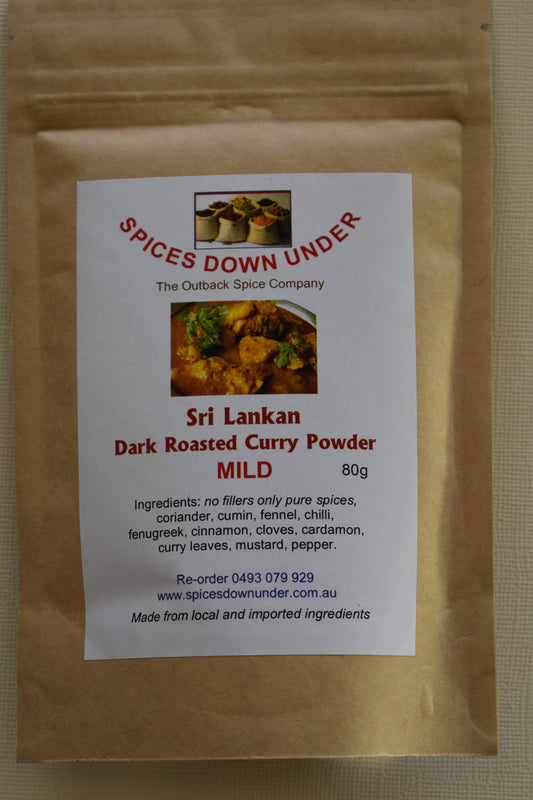 SPICES DOWN UNDER
The Outback Spice Company
Sri Lankan
Dark Roasted Curry Powder
MILD 80g
Ingredients: no fillers only pure spices,
coriander, cumin, fennel, chilli,
fenugreek, cinnamon, cloves, cardamon,
curry leaves, mustard, pepper.
Re-order 0493 079 929
www.spicesdownunder.com.au
Made from local and imported ingredients